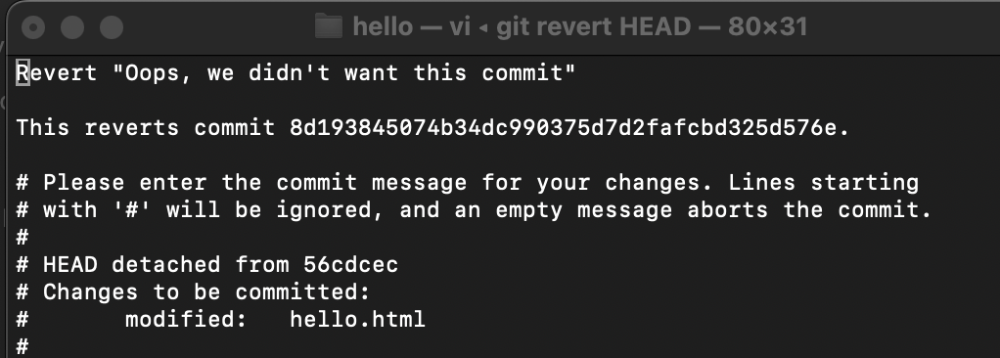 hello — vi ◂ git revert HEAD — 80×31
Revert "Oops, we didn't want this commit"
This reverts commit 8d193845074b34dc990375d7d2fafcbd325d576e.
# Please enter the commit message for your changes. Lines starting
# with '#' will be ignored, and an empty message aborts the commit.
#
# HEAD detached from 56cdcec
# Changes to be committed:
#       modified:   hello.html
#